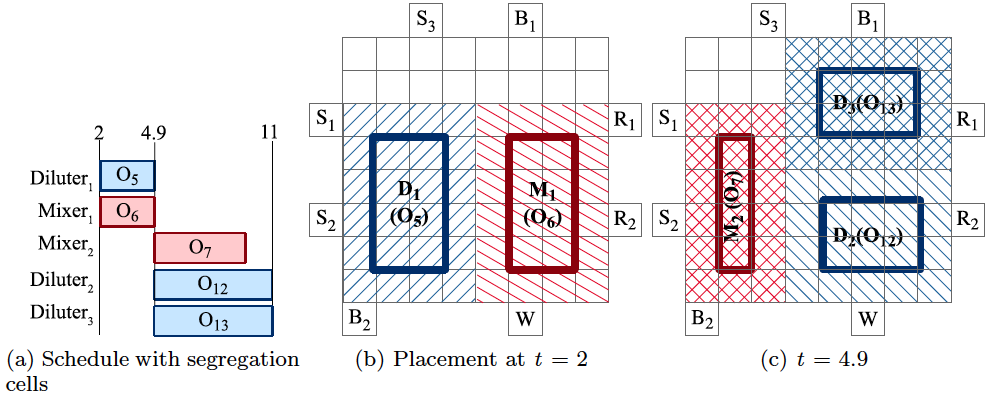 2 4.9 11
Diluter1 O5
Mixer1 O6
Mixer2 O7
Diluter2 O12
Diluter3 O13
(a) Schedule with segregation
cells
S3 B1
S1 R1
D1 M1
(O5) (O6)
S2 R2
B2 W
(b) Placement at t = 2
S3 B1
D3(O13)
S1 R1
M2(O7)
S2 R2
D2(O12)
B2 W
(c) t = 4.9